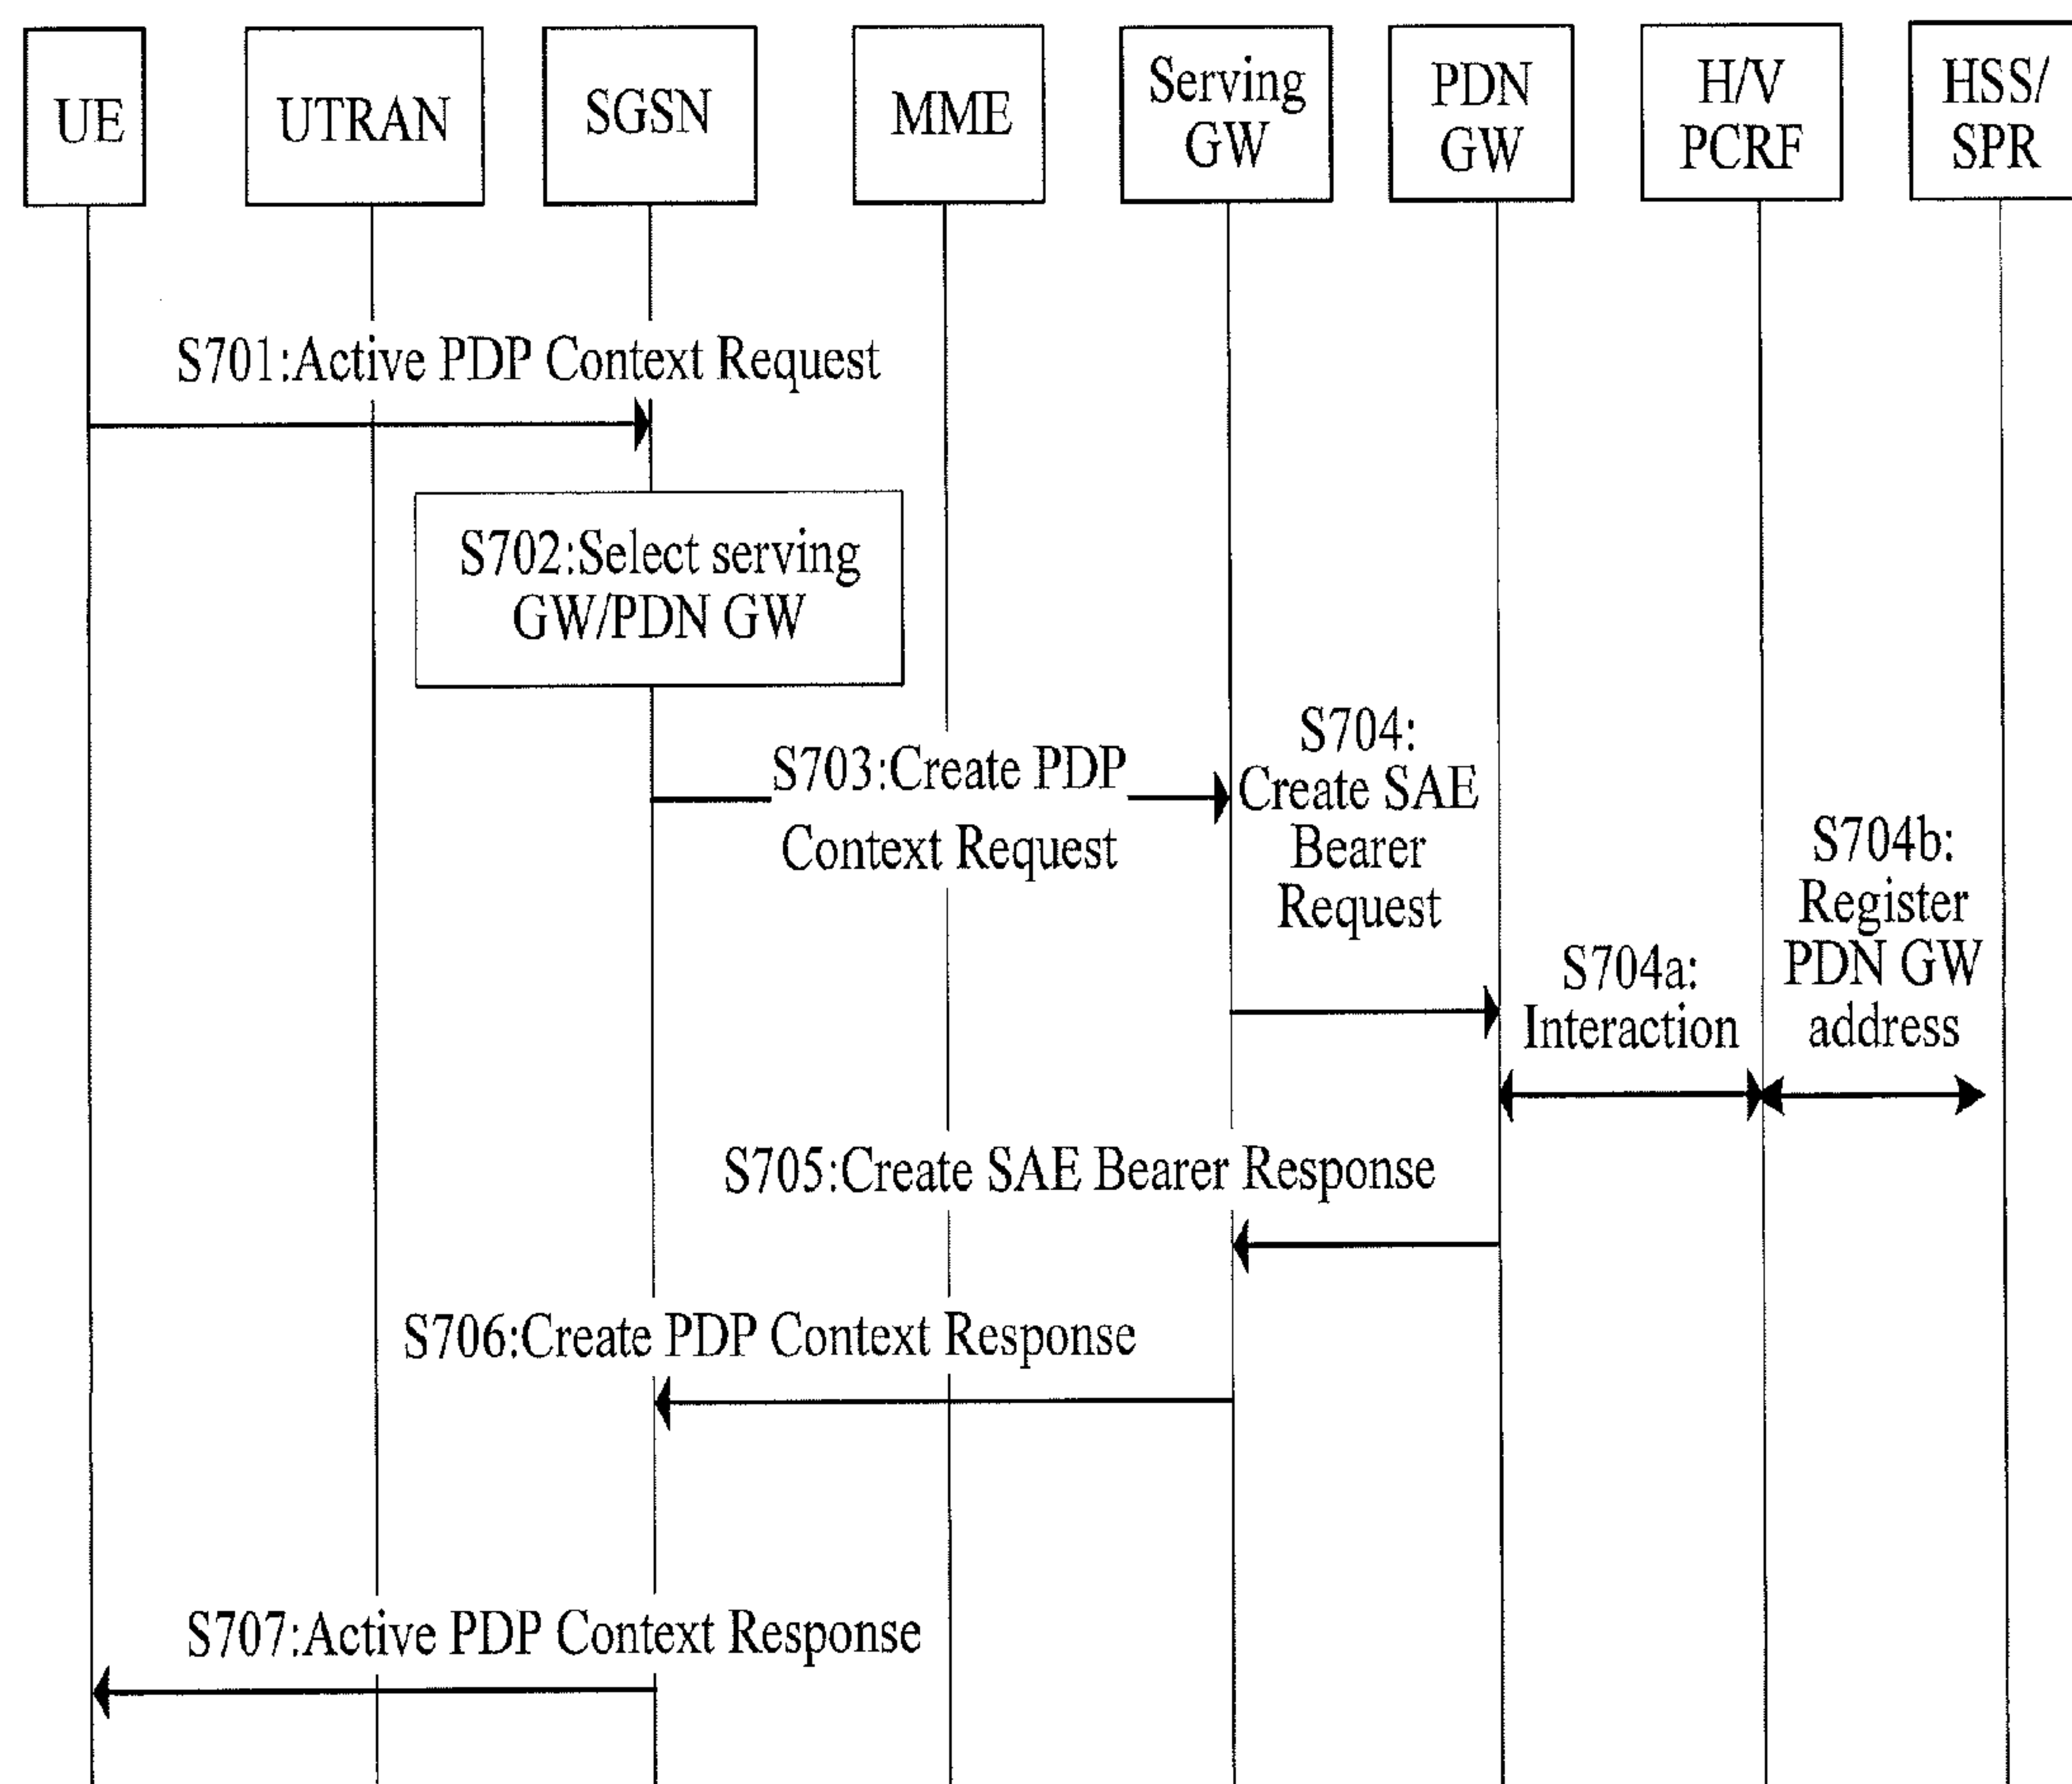 UE
UTRAN
SGSN
MME
Serving
GW
PDN
GW
H/V
PCRF
HSS/
SPR
S701:Active PDP Context Request
S702:Select serving
GW/PDN GW
S703:Create PDP
Context Request
S704:
Create SAE
Bearer
Request
S704a:
Interaction
S704b:
Register
PDN GW
address
S705:Create SAE Bearer Response
S706:Create PDP Context Response
S707:Active PDP Context Response